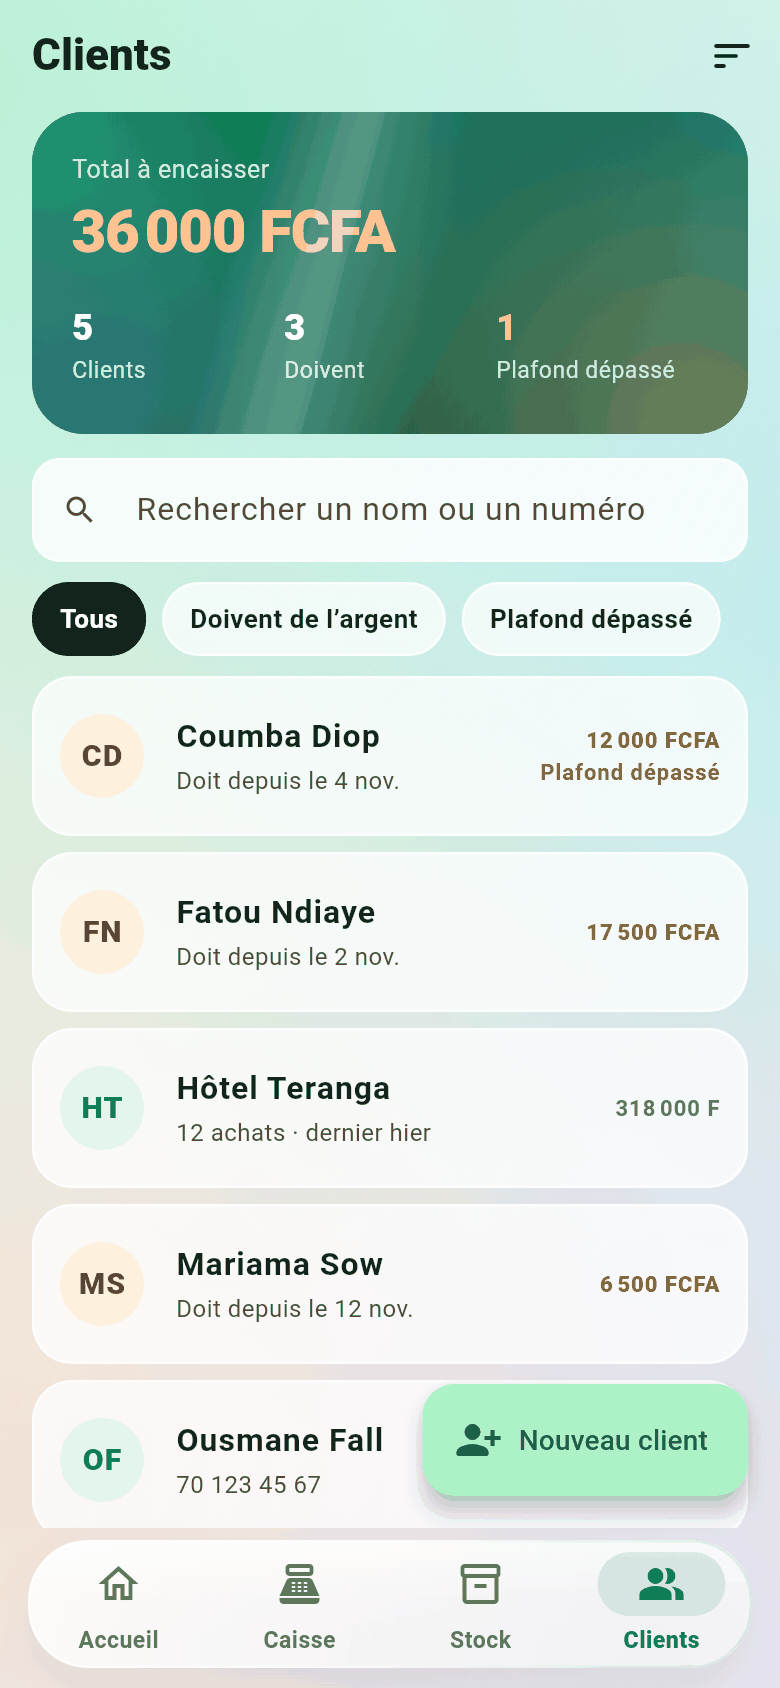 Clients
Total à encaisser
36 000 FCFA
5
Clients
3
Doivent
1
Plafond dépassé
Rechercher un nom ou un numéro
Tous
Doivent de l’argent
Plafond dépassé
CD
Coumba Diop
Doit depuis le 4 nov.
12 000 FCFA
Plafond dépassé
FN
Fatou Ndiaye
Doit depuis le 2 nov.
17 500 FCFA
HT
Hôtel Teranga
12 achats · dernier hier
318 000 F
MS
Mariama Sow
Doit depuis le 12 nov.
6 500 FCFA
OF
Ousmane Fall
70 123 45 67
Nouveau client
Accueil
Caisse
Stock
Clients